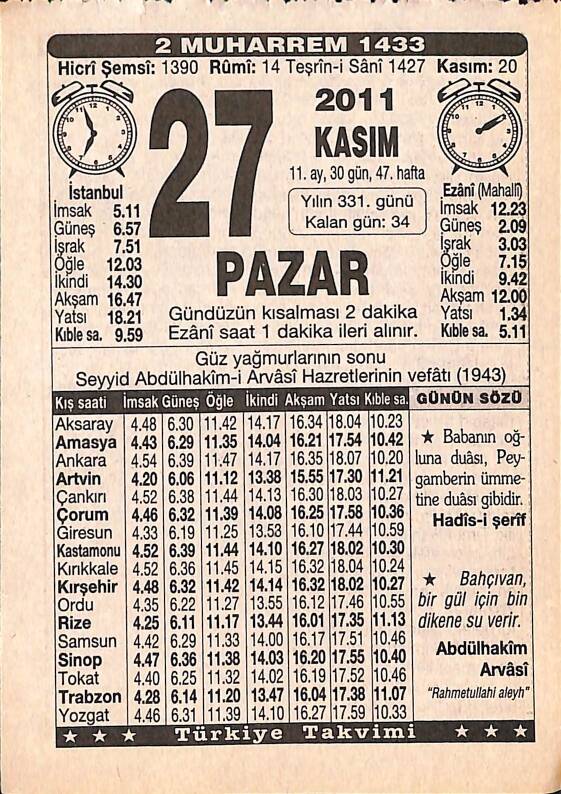 2 MUHARREM 1433
Hicrî Şemsî: 1390 Rûmî: 14 Teşrîn-i Sânî 1427 Kasım: 20
27
2011
KASIM
11. ay, 30 gün, 47. hafta
Yılın 331. günü
Kalan gün: 34
PAZAR
Gündüzün kısalması 2 dakika
Ezânî saat 1 dakika ileri alınır.
İstanbul
İmsak 5.11
Güneş 6.57
İşrak 7.51
Öğle 12.03
İkindi 14.30
Akşam 16.47
Yatsı 18.21
Kıble sa. 9.59
Ezânî (Mahallî)
İmsak 12.23
Güneş 2.09
İşrak 3.03
Öğle 7.15
İkindi 9.42
Akşam 12.00
Yatsı 1.34
Kıble sa. 5.11
Güz yağmurlarının sonu
Seyyid Abdülhakîm-i Arvâsî Hazretlerinin vefâtı (1943)
Kış saati İmsak Güneş Öğle İkindi Akşam Yatsı Kıble sa.
Aksaray 4.48 6.30 11.42 14.17 16.34 18.04 10.23
Amasya 4.43 6.29 11.35 14.04 16.21 17.54 10.42
Ankara 4.54 6.39 11.47 14.17 16.35 18.07 10.20
Artvin 4.20 6.06 11.12 13.38 15.55 17.30 11.21
Çankırı 4.52 6.38 11.44 14.13 16.30 18.03 10.27
Çorum 4.46 6.32 11.39 14.08 16.25 17.58 10.36
Giresun 4.33 6.19 11.25 13.53 16.10 17.44 10.59
Kastamonu 4.52 6.39 11.44 14.10 16.27 18.02 10.30
Kırıkkale 4.52 6.36 11.45 14.15 16.32 18.04 10.24
Kırşehir 4.48 6.32 11.42 14.14 16.32 18.02 10.27
Ordu 4.35 6.22 11.27 13.55 16.12 17.46 10.55
Rize 4.25 6.11 11.17 13.44 16.01 17.35 11.13
Samsun 4.42 6.29 11.33 14.00 16.17 17.51 10.46
Sinop 4.47 6.36 11.38 14.03 16.20 17.55 10.40
Tokat 4.40 6.25 11.32 14.02 16.19 17.52 10.46
Trabzon 4.28 6.14 11.20 13.47 16.04 17.38 11.07
Yozgat 4.46 6.31 11.39 14.10 16.27 17.59 10.33
GÜNÜN SÖZÜ
★ Babanın oğ-
luna duâsı, Pey-
gamberin ümme-
tine duâsı gibidir.
Hadîs-i şerîf
★ Bahçıvan,
bir gül için bin
dikene su verir.
Abdülhakîm
Arvâsî
"Rahmetullahi aleyh"
★ ★ ★ Türkiye Takvimi ★ ★ ★